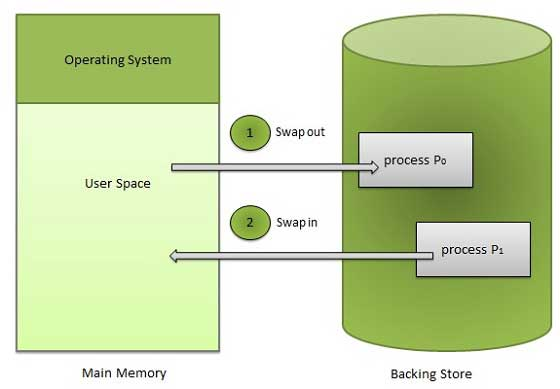 Operating System
1
Swap out
process P₀
User Space
2
Swap in
process P₁
Main Memory
Backing Store